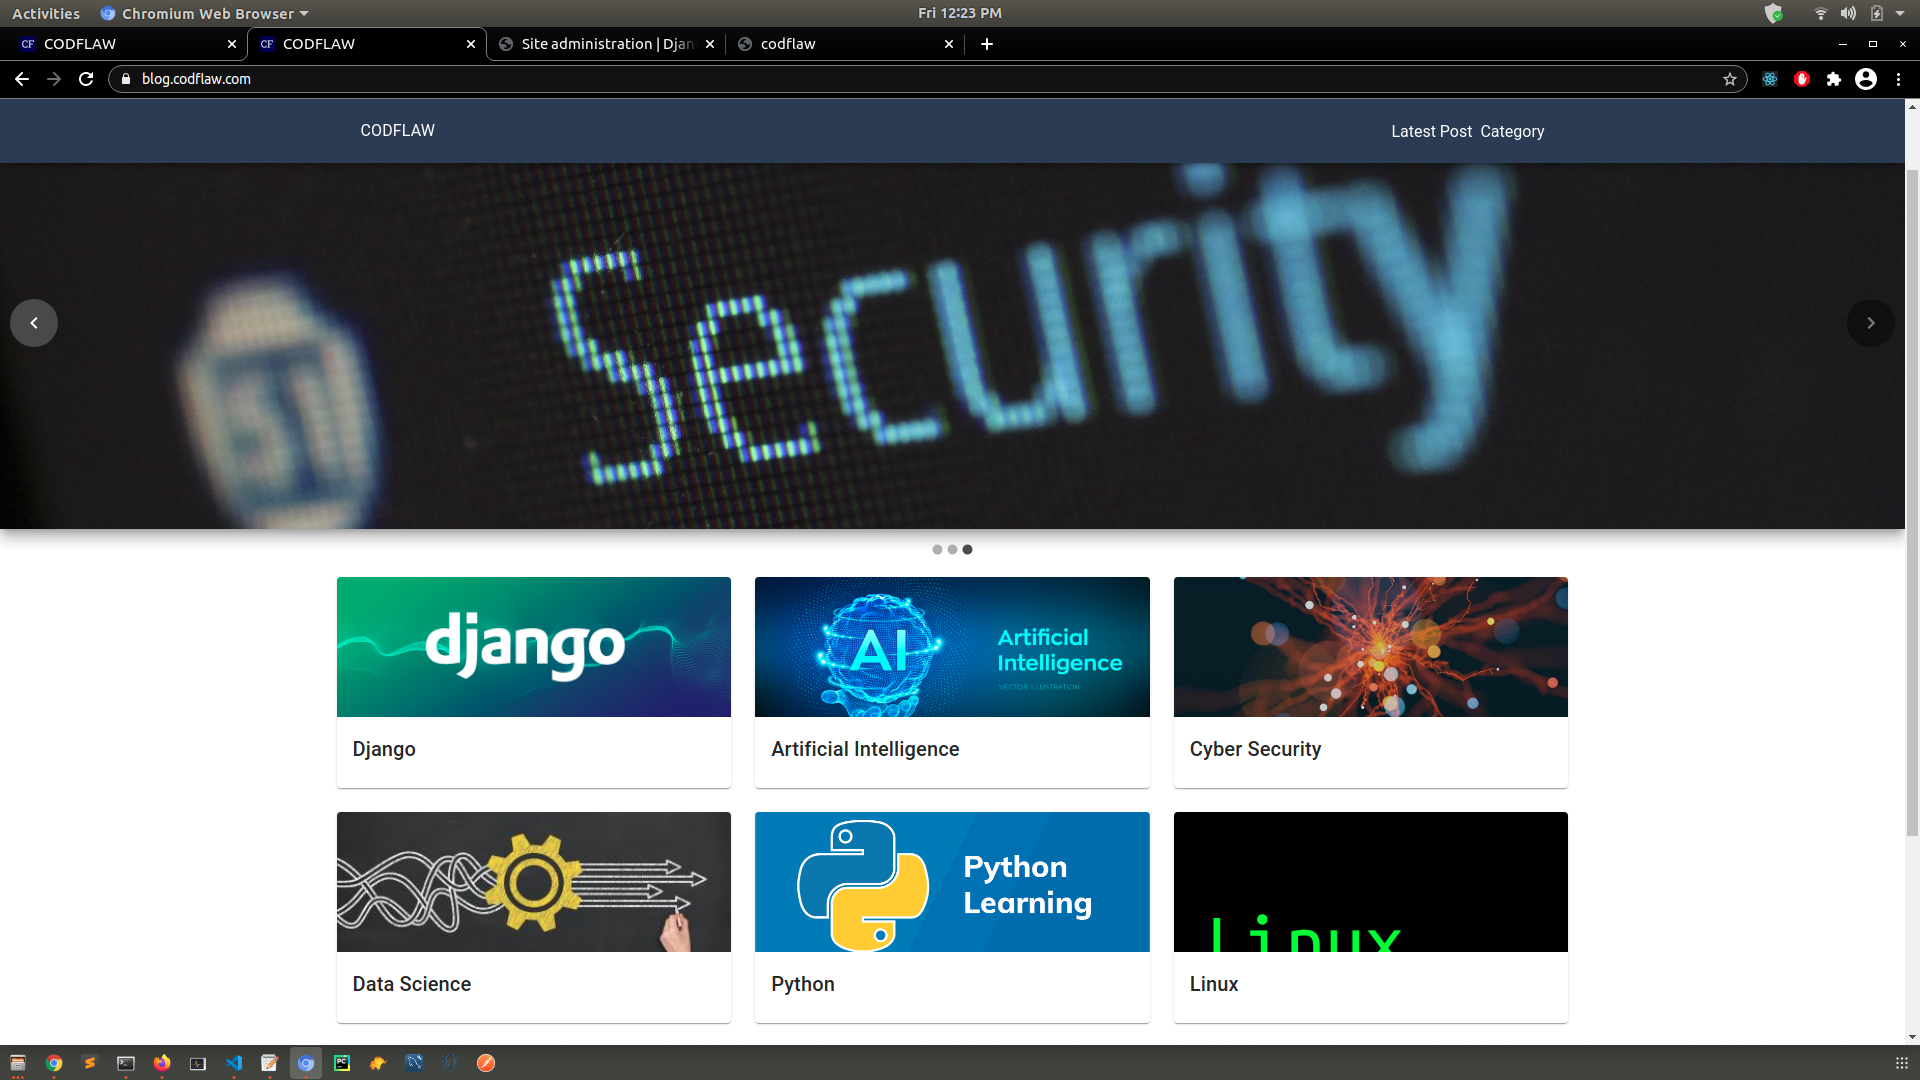 Activities Chromium Web Browser Fri 12:23 PM
CF CODFLAW CF CODFLAW Site administration | Djan codflaw
blog.codflaw.com
CODFLAW Latest Post Category
Security
django
AI
Artificial
Intelligence
VECTOR ILLUSTRATION
Django Artificial Intelligence Cyber Security
Python
Learning
Linux
Data Science Python Linux